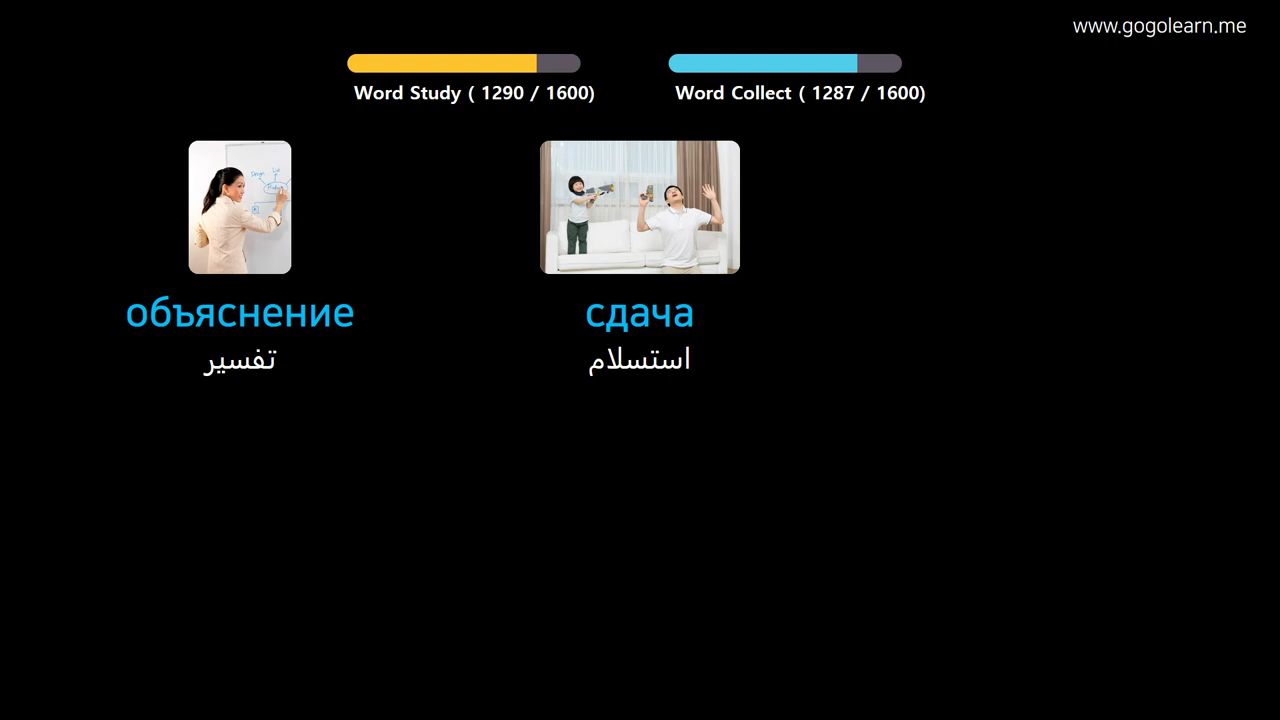 www.gogolearn.me
Word Study ( 1290 / 1600)
Word Collect ( 1287 / 1600)
объяснение
сдача
تفسير
استسلام